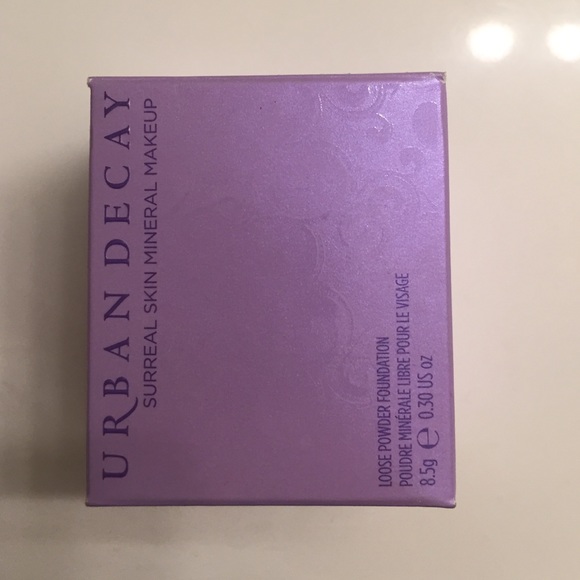 URBAN DECAY
SURREAL SKIN MINERAL MAKEUP
LOOSE POWDER FOUNDATION
POUDRE MINÉRALE LIBRE POUR LE VISAGE
8.5g e 0.30 US oz